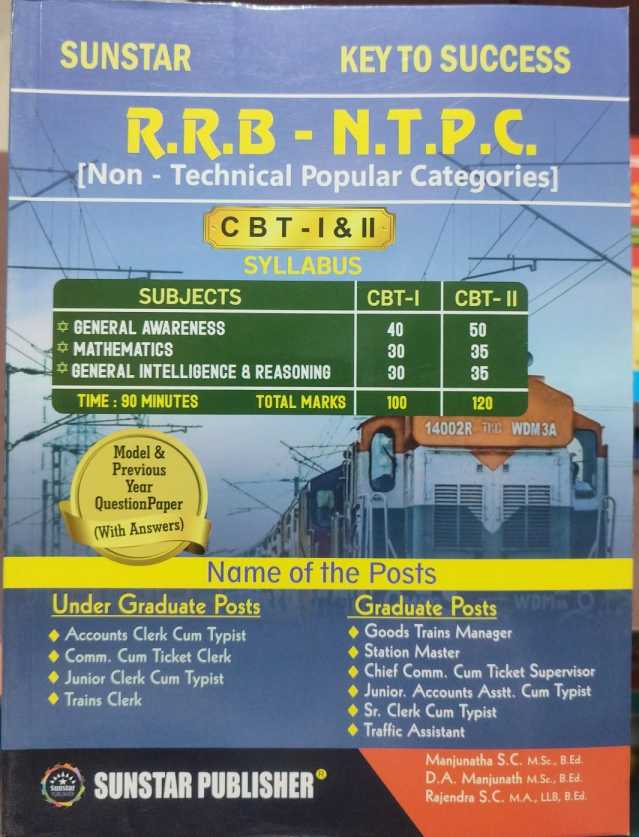 SUNSTAR KEY TO SUCCESS
R.R.B - N.T.P.C.
[Non - Technical Popular Categories]
CBT - I & II
SYLLABUS
SUBJECTS CBT-I CBT- II
GENERAL AWARENESS 40 50
MATHEMATICS 30 35
GENERAL INTELLIGENCE & REASONING 30 35
TIME : 90 MINUTES TOTAL MARKS 100 120
14002R TKD WDM3A
Model &
Previous
Year
QuestionPaper
(With Answers)
Name of the Posts
Under Graduate Posts
Accounts Clerk Cum Typist
Comm. Cum Ticket Clerk
Junior Clerk Cum Typist
Trains Clerk
Graduate Posts
Goods Trains Manager
Station Master
Chief Comm. Cum Ticket Supervisor
Junior. Accounts Asstt. Cum Typist
Sr. Clerk Cum Typist
Traffic Assistant
Manjunatha S.C. M.Sc., B.Ed.
D.A. Manjunath M.Sc., B.Ed.
Rajendra S.C. M.A., LLB, B.Ed.
Sunstar
PUBLISHER
SUNSTAR PUBLISHER®